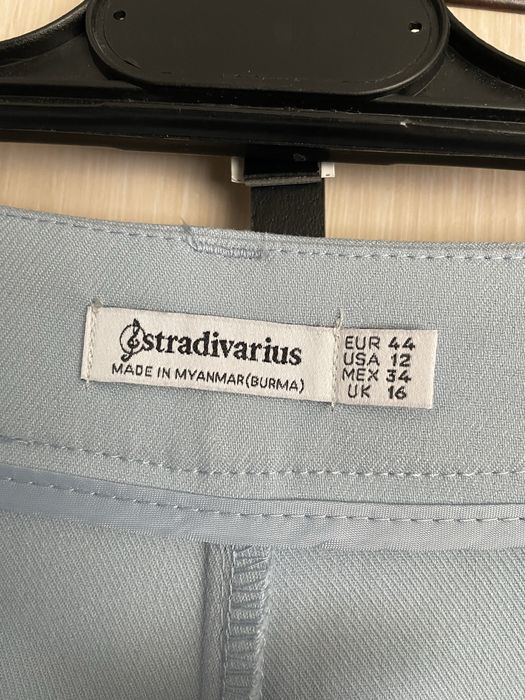 stradivarius
MADE IN MYANMAR(BURMA)
EUR 44
USA 12
MEX 34
UK 16